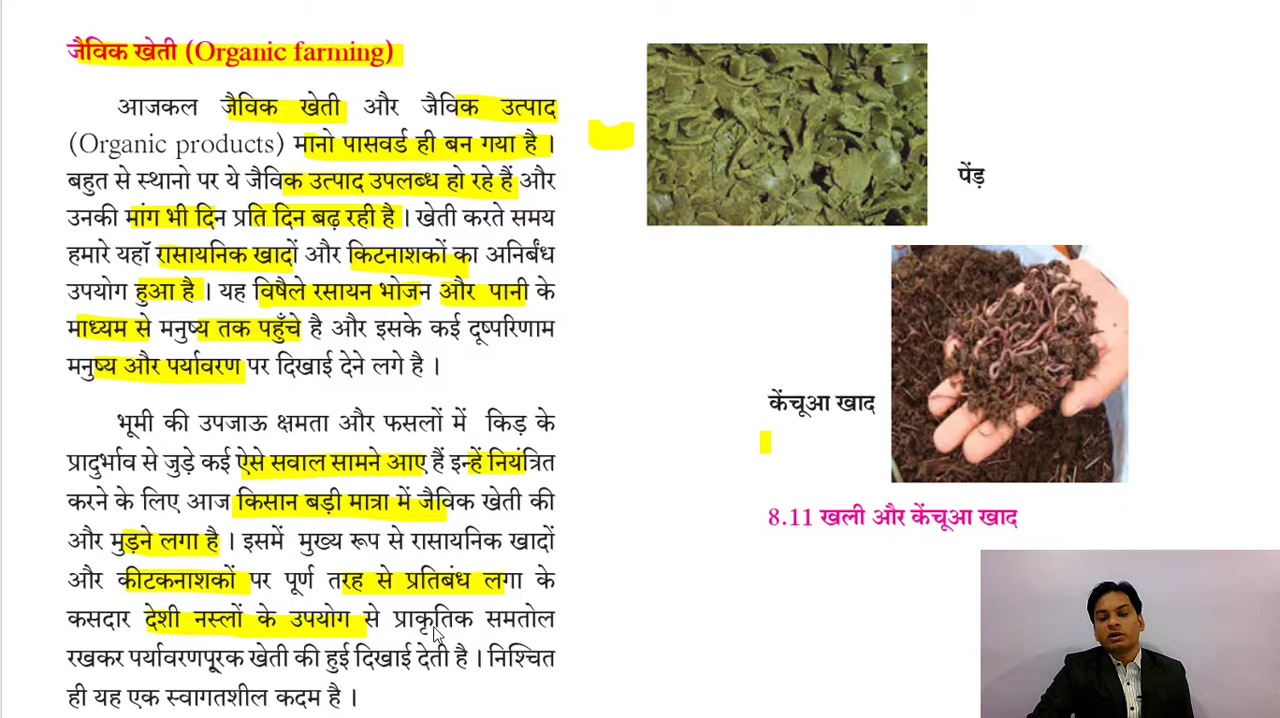 जैविक खेती (Organic farming)
आजकल जैविक खेती और जैविक उत्पाद
(Organic products) मानो पासवर्ड ही बन गया है ।
बहुत से स्थानो पर ये जैविक उत्पाद उपलब्ध हो रहे हैं और
उनकी मांग भी दिन प्रति दिन बढ़ रही है । खेती करते समय
हमारे यहॉ रासायनिक खादों और किटनाशकों का अनिर्बंध
उपयोग हुआ है । यह विषैले रसायन भोजन और पानी के
माध्यम से मनुष्य तक पहुँचे है और इसके कई दूष्परिणाम
मनुष्य और पर्यावरण पर दिखाई देने लगे है ।
भूमी की उपजाऊ क्षमता और फसलों में किड़ के
प्रादुर्भाव से जुड़े कई ऐसे सवाल सामने आए हैं इन्हें नियंत्रित
करने के लिए आज किसान बड़ी मात्रा में जैविक खेती की
और मुड़ने लगा है । इसमें मुख्य रूप से रासायनिक खादों
और कीटकनाशकों पर पूर्ण तरह से प्रतिबंध लगा के
कसदार देशी नस्लों के उपयोग से प्राकृतिक समतोल
रखकर पर्यावरणपूरक खेती की हुई दिखाई देती है । निश्चित
ही यह एक स्वागतशील कदम है ।
पेंड़
केंचूआ खाद
8.11 खली और केंचूआ खाद